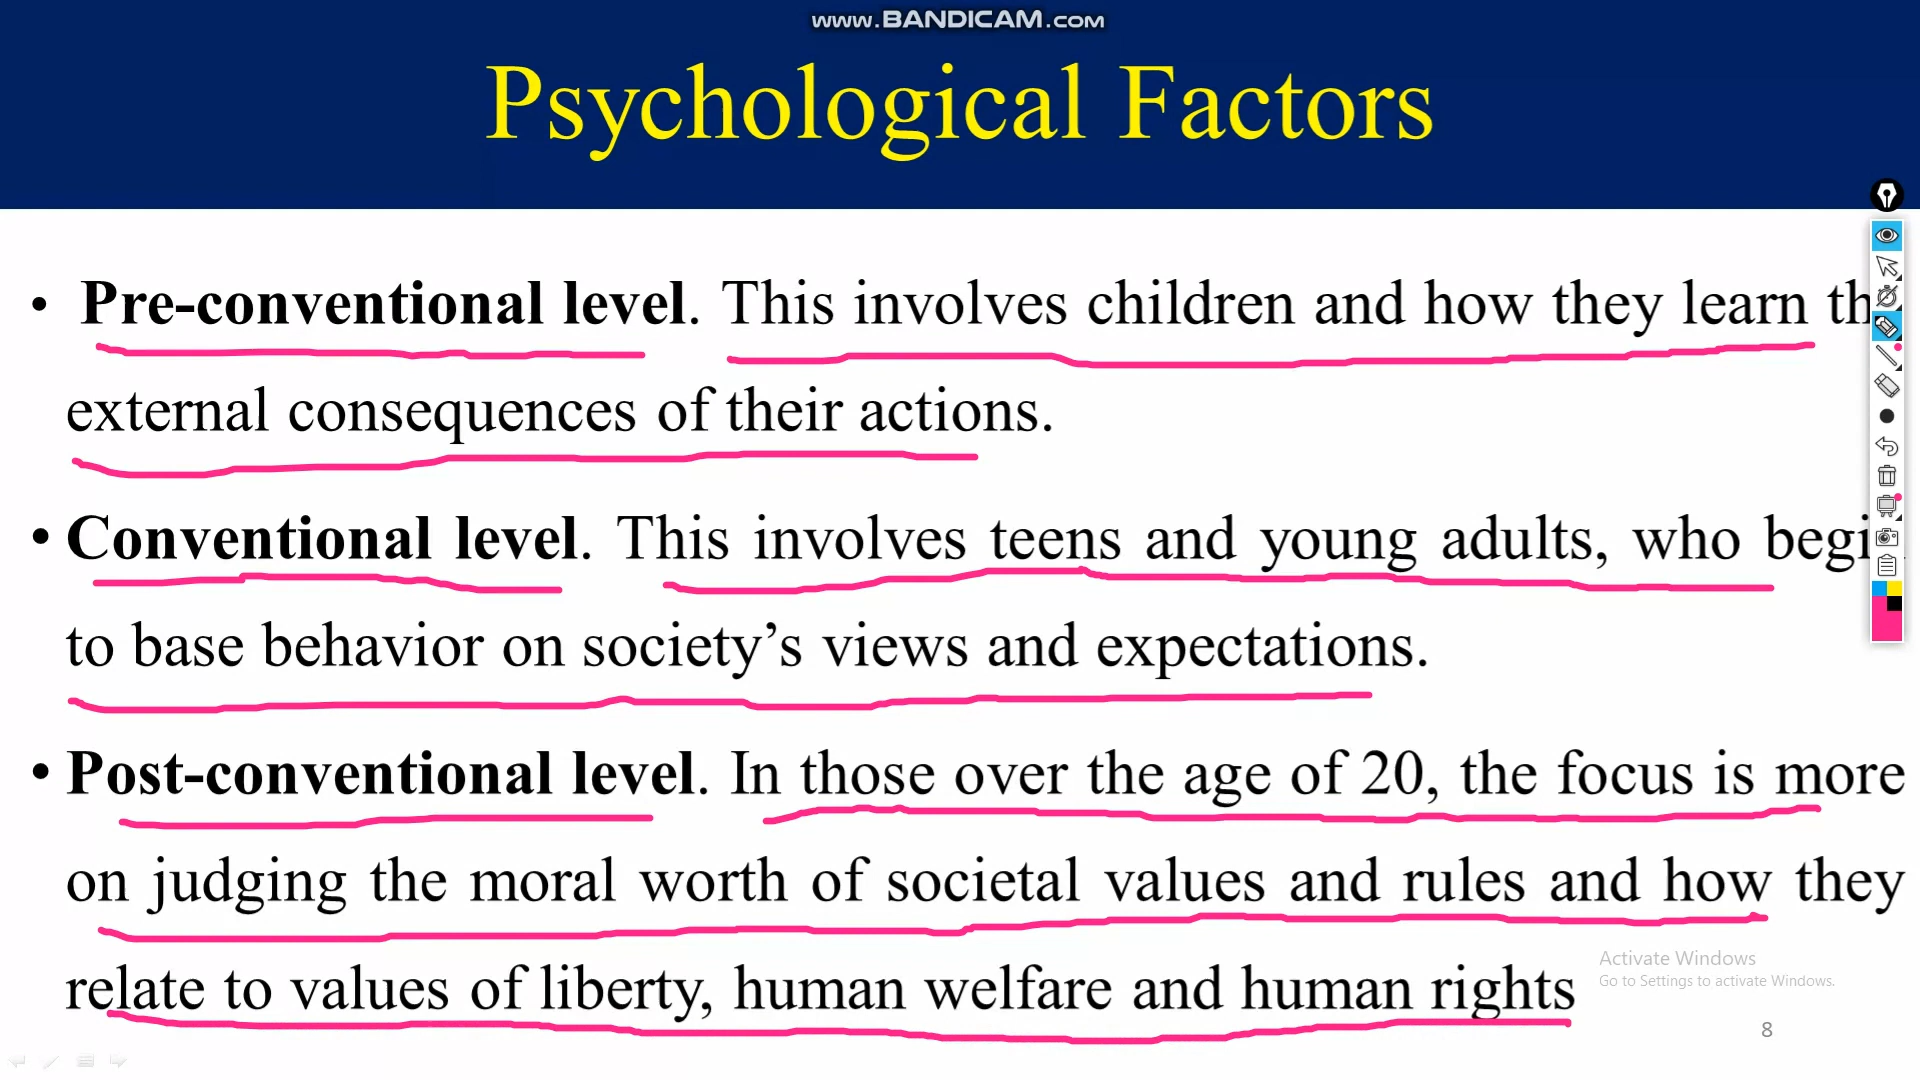 www.BANDICAM.com
Psychological Factors
• Pre-conventional level. This involves children and how they learn
external consequences of their actions.
• Conventional level. This involves teens and young adults, who
to base behavior on society’s views and expectations.
• Post-conventional level. In those over the age of 20, the focus is more
on judging the moral worth of societal values and rules and how they
relate to values of liberty, human welfare and human rights
Activate Windows
Go to Settings to activate Windows.
8